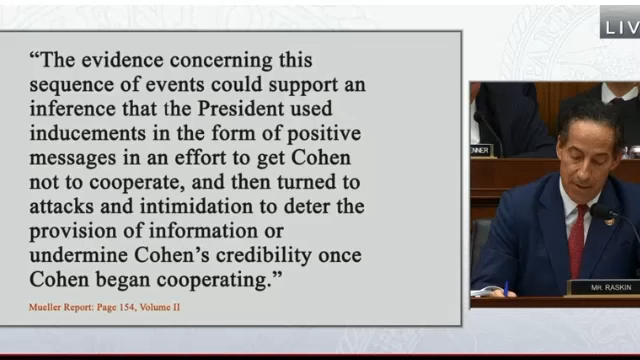 LIV
“The evidence concerning this
sequence of events could support an
inference that the President used
inducements in the form of positive
messages in an effort to get Cohen
not to cooperate, and then turned to
attacks and intimidation to deter the
provision of information or
undermine Cohen’s credibility once
Cohen began cooperating.”
Mueller Report: Page 154, Volume II
ENNER
MR. RASKIN